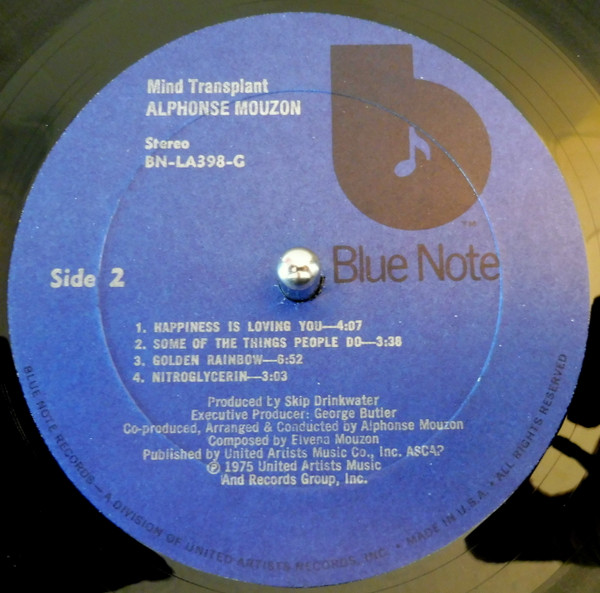 Mind Transplant
ALPHONSE MOUZON
Stereo
BN-LA398-G
TM
Blue Note
Side 2
1. HAPPINESS IS LOVING YOU—4:07
2. SOME OF THE THINGS PEOPLE DO—3:38
3. GOLDEN RAINBOW—6:52
4. NITROGLYCERIN—3:03
Produced by Skip Drinkwater
Executive Producer: George Butler
Co-produced, Arranged & Conducted by Alphonse Mouzon
Composed by Elvena Mouzon
Published by United Artists Music Co., Inc. ASCAP
℗ 1975 United Artists Music
And Records Group, Inc.
BLUE NOTE RECORDS — A DIVISION OF UNITED ARTISTS RECORDS, INC. • MADE IN U.S.A. • ALL RIGHTS RESERVED